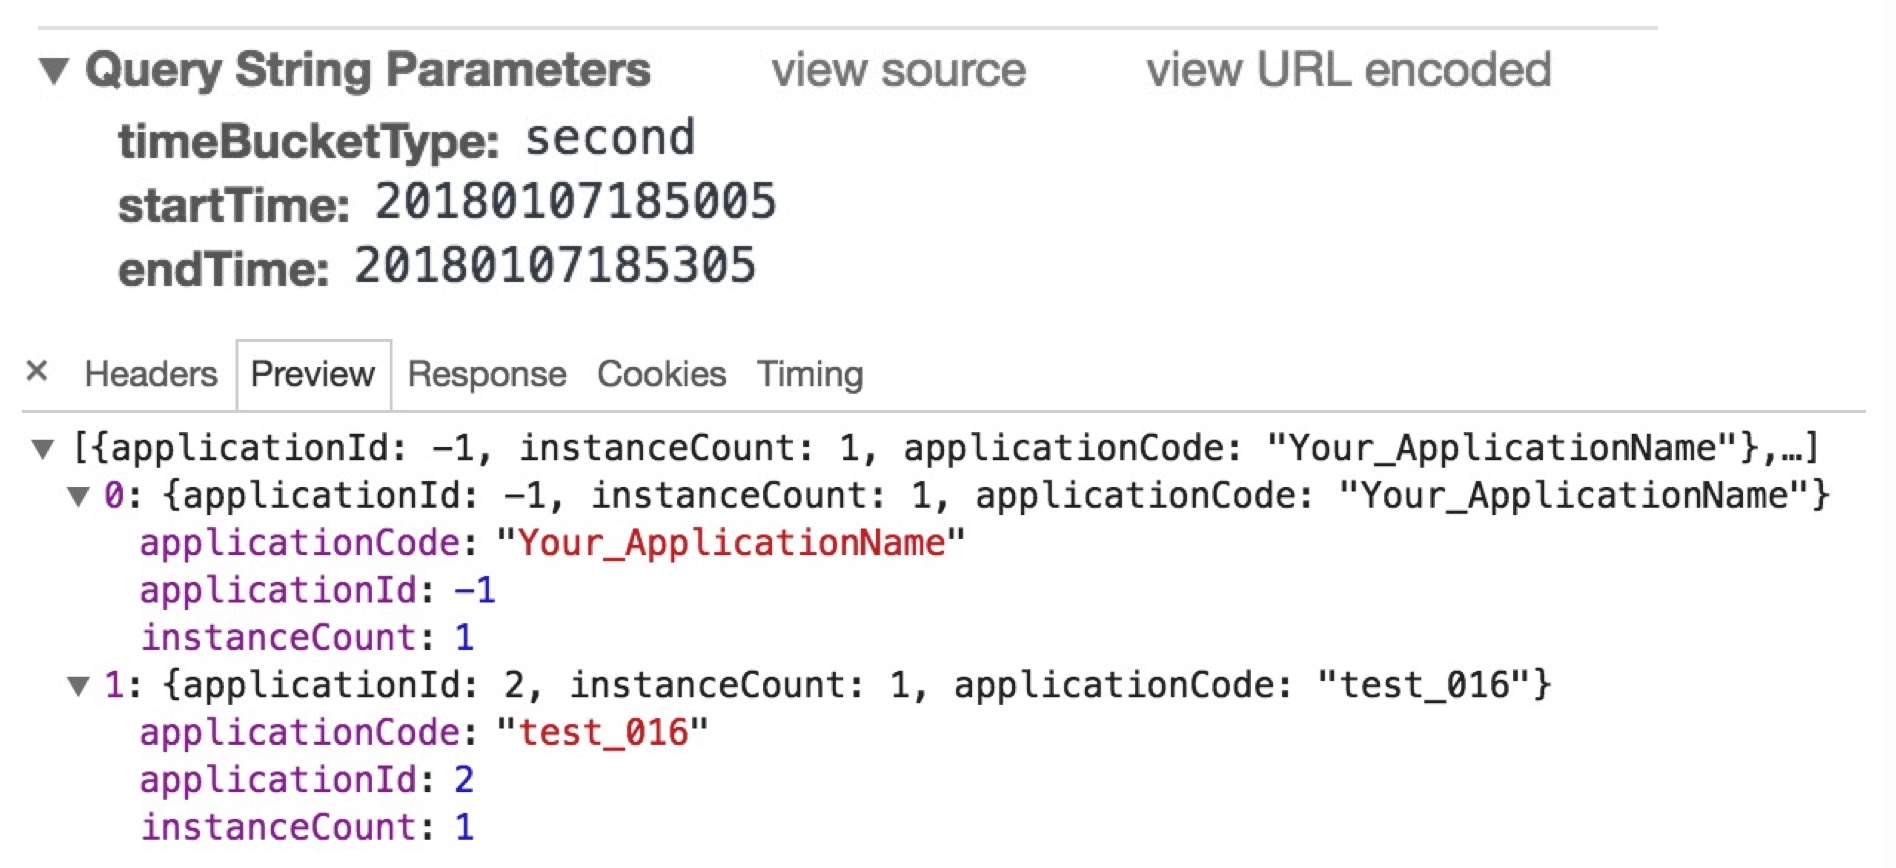 ▼ Query String Parameters view source view URL encoded
timeBucketType: second
startTime: 20180107185005
endTime: 20180107185305
× Headers Preview Response Cookies Timing
▼ [{applicationId: -1, instanceCount: 1, applicationCode: "Your_ApplicationName"},…]
▼ 0: {applicationId: -1, instanceCount: 1, applicationCode: "Your_ApplicationName"}
applicationCode: "Your_ApplicationName"
applicationId: -1
instanceCount: 1
▼ 1: {applicationId: 2, instanceCount: 1, applicationCode: "test_016"}
applicationCode: "test_016"
applicationId: 2
instanceCount: 1